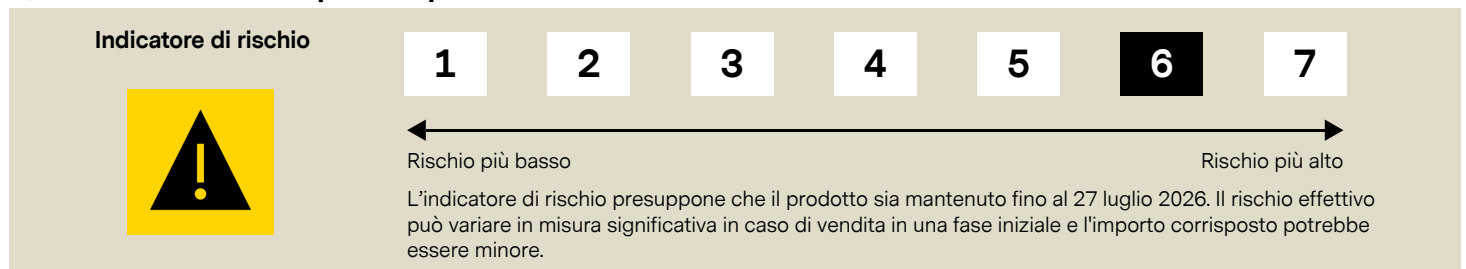 Indicatore di rischio
1 2 3 4 5 6 7
!
Rischio più basso Rischio più alto
L'indicatore di rischio presuppone che il prodotto sia mantenuto fino al 27 luglio 2026. Il rischio effettivo
può variare in misura significativa in caso di vendita in una fase iniziale e l'importo corrisposto potrebbe
essere minore.